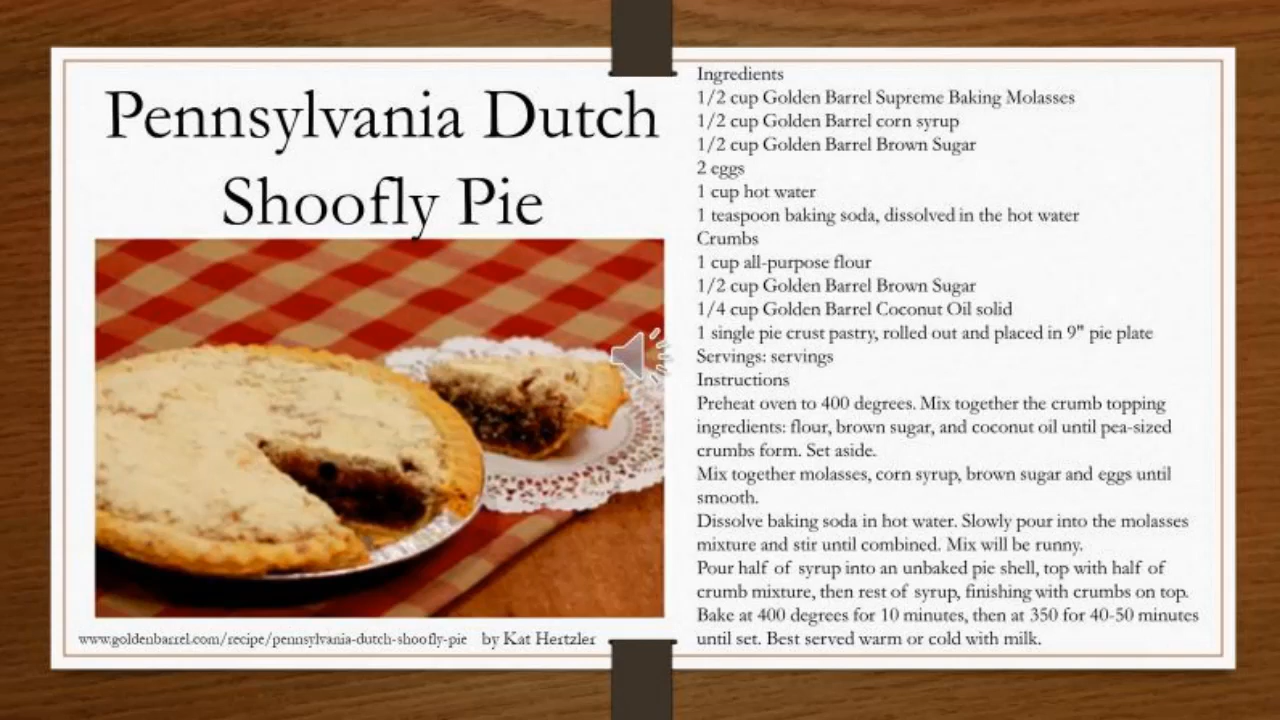 Pennsylvania Dutch
Shoofly Pie
www.goldenbarrel.com/recipe/pennsylvania-dutch-shoofly-pie by Kat Hertzler
Ingredients
1/2 cup Golden Barrel Supreme Baking Molasses
1/2 cup Golden Barrel corn syrup
1/2 cup Golden Barrel Brown Sugar
2 eggs
1 cup hot water
1 teaspoon baking soda, dissolved in the hot water
Crumbs
1 cup all-purpose flour
1/2 cup Golden Barrel Brown Sugar
1/4 cup Golden Barrel Coconut Oil solid
1 single pie crust pastry, rolled out and placed in 9" pie plate
Servings: servings
Instructions
Preheat oven to 400 degrees. Mix together the crumb topping
ingredients: flour, brown sugar, and coconut oil until pea-sized
crumbs form. Set aside.
Mix together molasses, corn syrup, brown sugar and eggs until
smooth.
Dissolve baking soda in hot water. Slowly pour into the molasses
mixture and stir until combined. Mix will be runny.
Pour half of syrup into an unbaked pie shell, top with half of
crumb mixture, then rest of syrup, finishing with crumbs on top.
Bake at 400 degrees for 10 minutes, then at 350 for 40-50 minutes
until set. Best served warm or cold with milk.